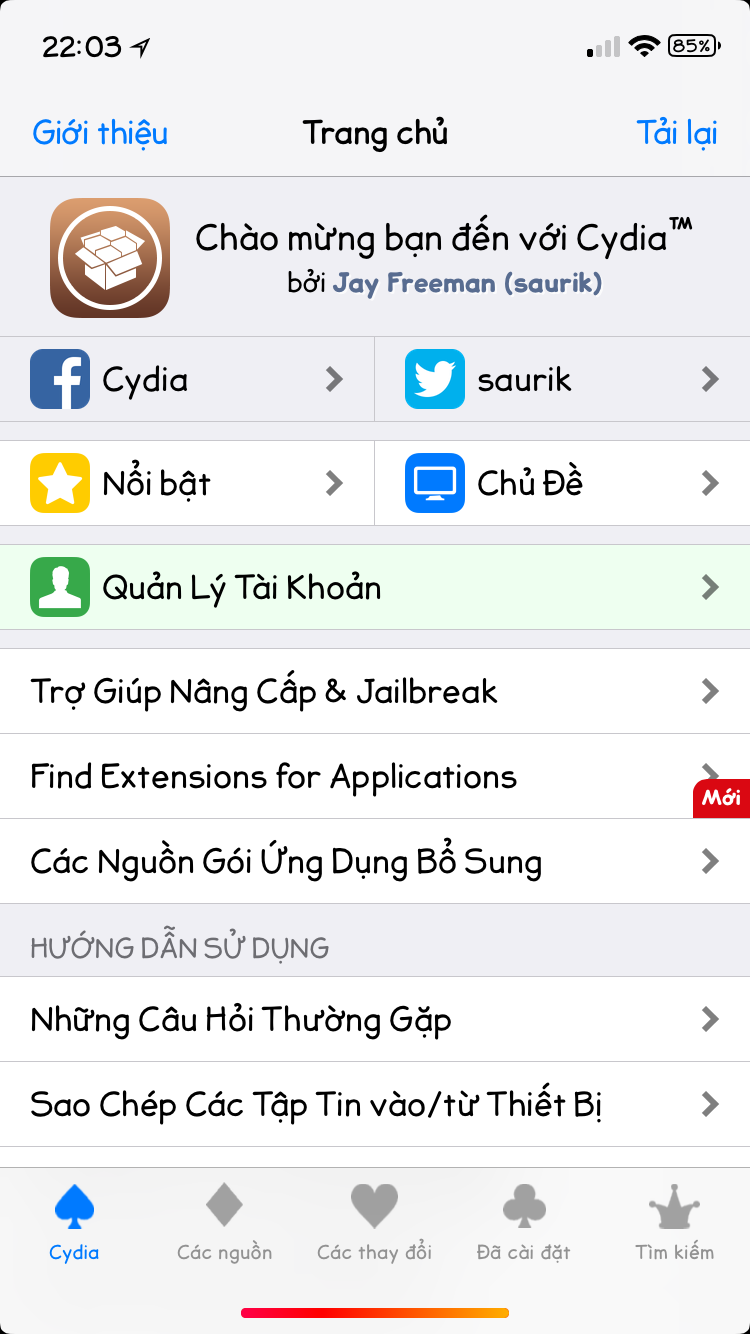 22:03
85%
Giới thiệu
Trang chủ
Tải lại
Chào mừng bạn đến với Cydia™
bởi Jay Freeman (saurik)
Cydia
saurik
Nổi bật
Chủ Đề
Quản Lý Tài Khoản
Trợ Giúp Nâng Cấp & Jailbreak
Find Extensions for Applications
Mới
Các Nguồn Gói Ứng Dụng Bổ Sung
HƯỚNG DẪN SỬ DỤNG
Những Câu Hỏi Thường Gặp
Sao Chép Các Tập Tin vào/từ Thiết Bị
Cydia
Các nguồn
Các thay đổi
Đã cài đặt
Tìm kiếm